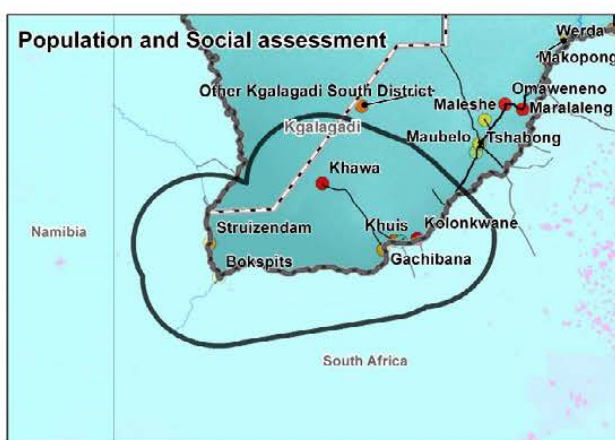 Population and Social assessment
Werda
Makopong
Other Kgalagadi South District
Omaweneno
Maleshe
Maralaleng
Kgalagadi
Maubelo
Tshabong
Khawa
Namibia
Struizendam
Khuis
Kolonkwane
Bokspits
Gachibana
South Africa